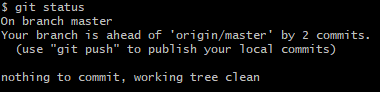 $ git status
On branch master
Your branch is ahead of 'origin/master' by 2 commits.
  (use "git push" to publish your local commits)

nothing to commit, working tree clean